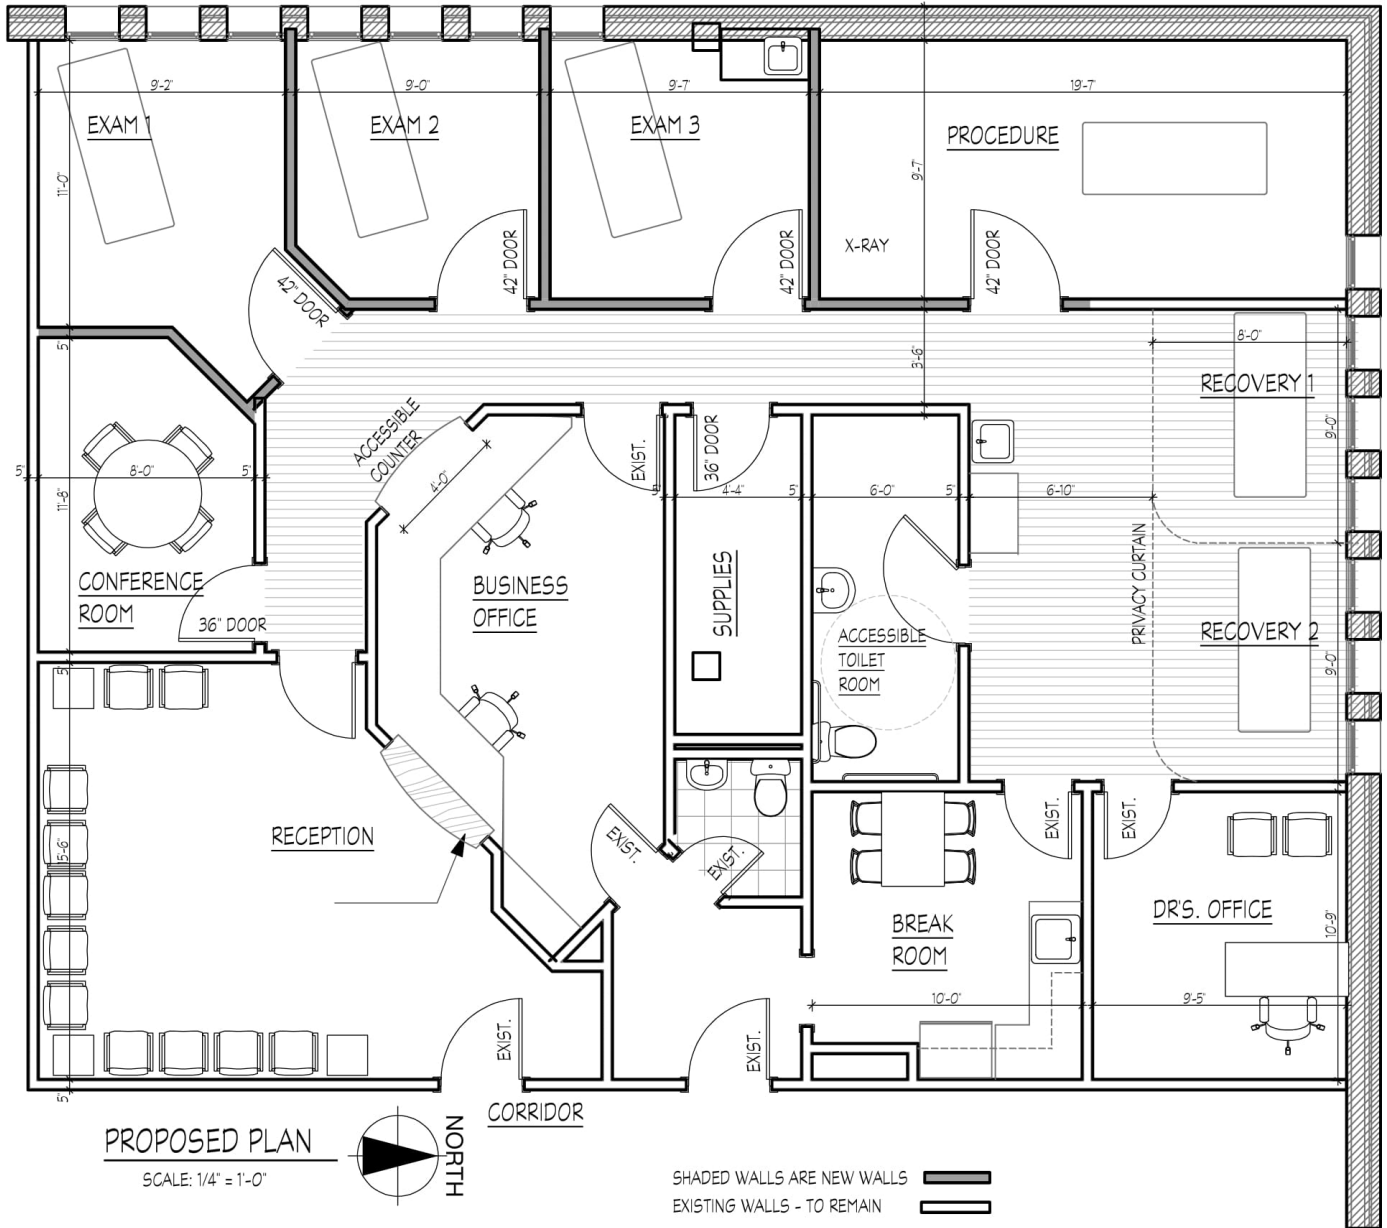 9'-2"
9'-0"
9'-7"
19'-7"
EXAM 1
EXAM 2
EXAM 3
PROCEDURE
11'-0"
9'-7"
42" DOOR
42" DOOR
42" DOOR
42" DOOR
X-RAY
5"
3'-6"
8'-0"
RECOVERY 1
9'-0"
ACCESSIBLE
COUNTER
4'-0"
EXIST.
36" DOOR
5"
8'-0"
5"
11'-8"
5"
4'-4"
5"
6'-0"
5"
6'-10"
PRIVACY CURTAIN
CONFERENCE
ROOM
36" DOOR
BUSINESS
OFFICE
SUPPLIES
ACCESSIBLE
TOILET
ROOM
RECOVERY 2
9'-0"
5"
RECEPTION
15'-6"
EXIST.
EXIST.
EXIST.
EXIST.
BREAK
ROOM
DR'S. OFFICE
10'-9"
10'-0"
9'-5"
EXIST.
EXIST.
5"
CORRIDOR
PROPOSED PLAN
SCALE: 1/4" = 1'-0"
NORTH
SHADED WALLS ARE NEW WALLS
EXISTING WALLS - TO REMAIN